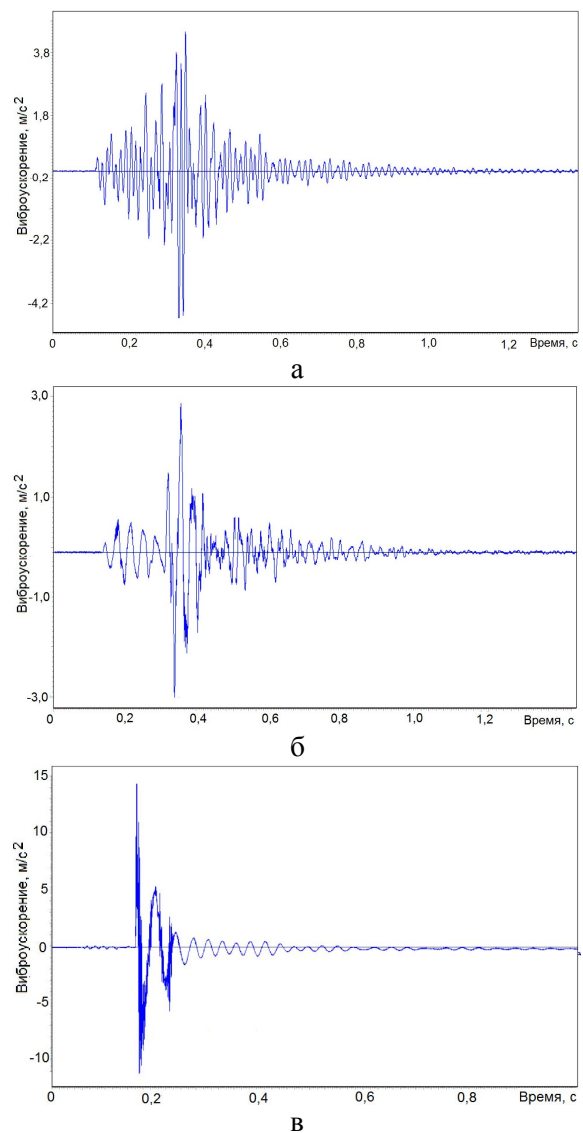 Виброускорение, м/с²
3,8
1,8
-0,2
-2,2
-4,2
0 0,2 0,4 0,6 0,8 1,0 1,2 Время, с
а
Виброускорение, м/с²
3,0
1,0
-1,0
-3,0
0 0,2 0,4 0,6 0,8 1,0 1,2 Время, с
б
Виброускорение, м/с²
15
10
5
0
-5
-10
0 0,2 0,4 0,6 0,8 Время, с
в